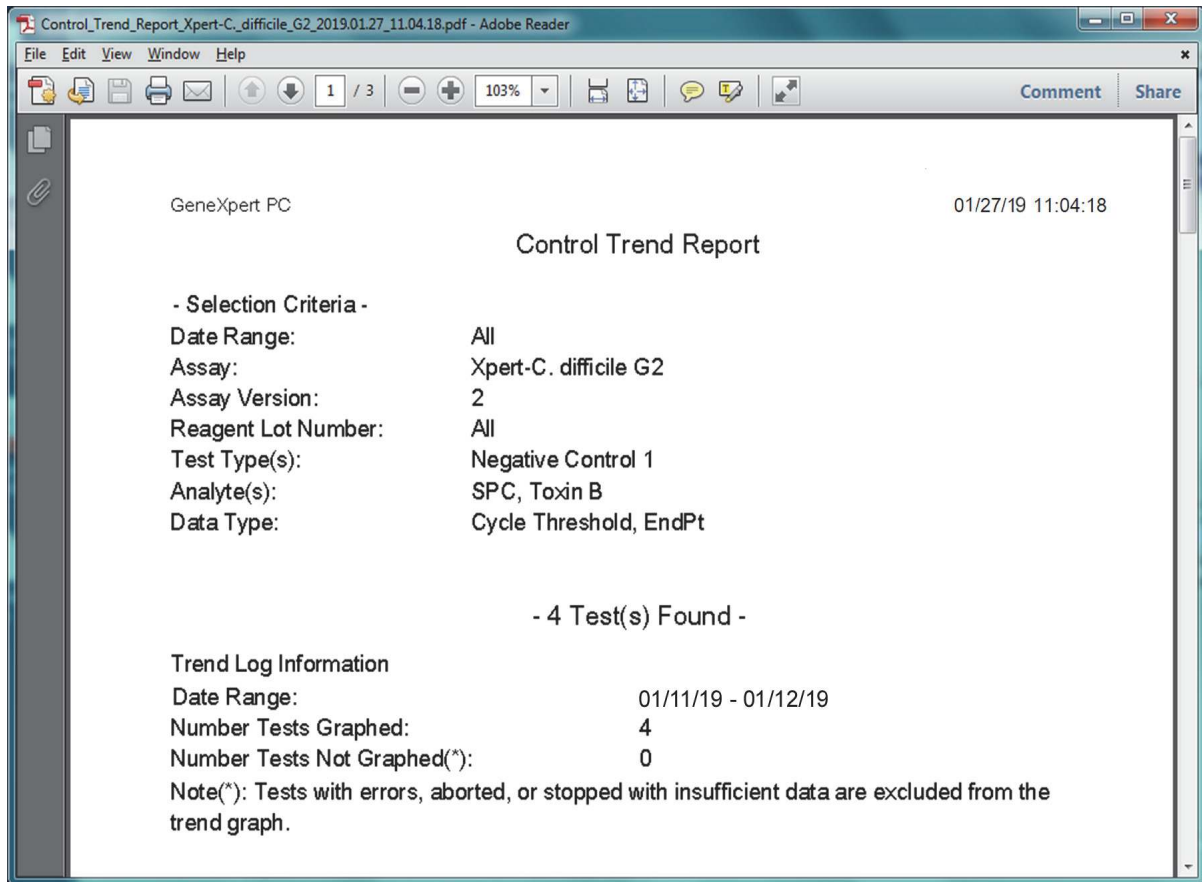 Control_Trend_Report_Xpert-C._difficile_G2_2019.01.27_11.04.18.pdf - Adobe Reader
File Edit View Window Help
1 / 3 103% Comment Share
GeneXpert PC 01/27/19 11:04:18
Control Trend Report
- Selection Criteria -
Date Range: All
Assay: Xpert-C. difficile G2
Assay Version: 2
Reagent Lot Number: All
Test Type(s): Negative Control 1
Analyte(s): SPC, Toxin B
Data Type: Cycle Threshold, EndPt
- 4 Test(s) Found -
Trend Log Information
Date Range: 01/11/19 - 01/12/19
Number Tests Graphed: 4
Number Tests Not Graphed(*): 0
Note(*): Tests with errors, aborted, or stopped with insufficient data are excluded from the
trend graph.